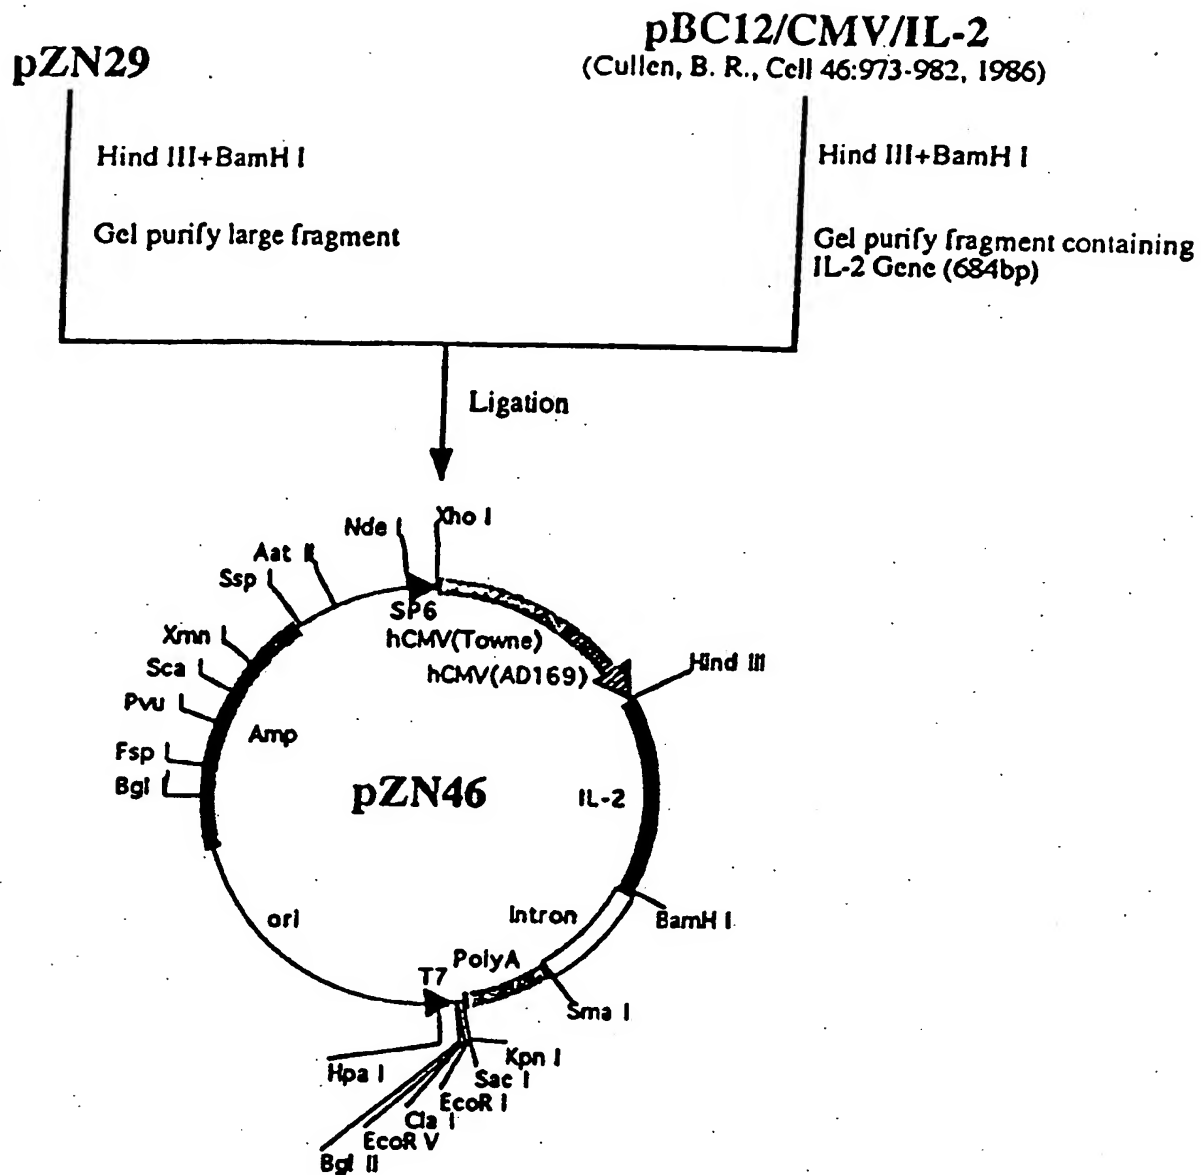 pZN29
pBC12/CMV/IL-2
(Cullen, B. R., Cell 46:973-982, 1986)
Hind III+BamH I
Hind III+BamH I
Gel purify large fragment
Gel purify fragment containing
IL-2 Gene (684bp)
Ligation
Nde I
Xho I
Aat II
Ssp I
SP6
hCMV(Towne)
Xmn I
Sca I
hCMV(AD169)
Hind III
Pvu I
Amp
Fsp I
Bgl I
pZN46
IL-2
ori
Intron
BamH I
PolyA
T7
Sma I
Kpn I
Hpa I
Sac I
EcoR I
Cla I
EcoR V
Bgl II